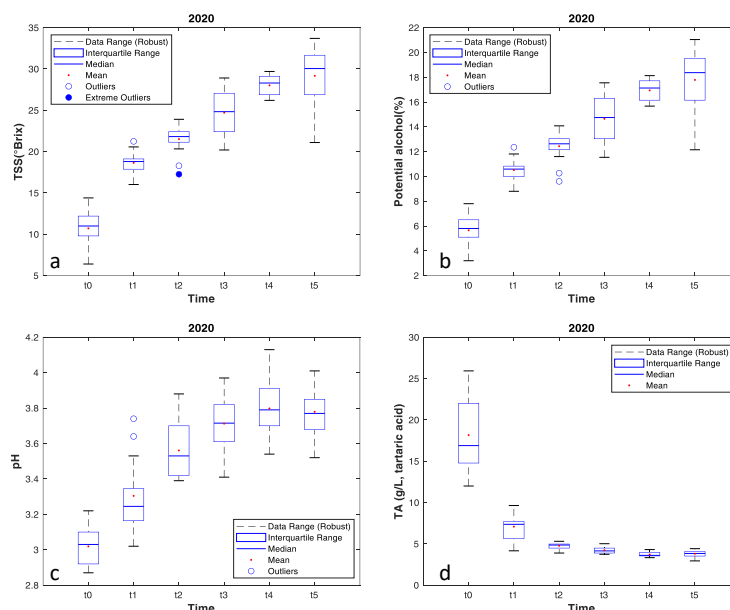 2020
35
30
25
20
15
10
5
TSS(°Brix)
Data Range (Robust)
Interquartile Range
Median
Mean
Outliers
Extreme Outliers
a
t0 t1 t2 t3 t4 t5
Time
2020
22
20
18
16
14
12
10
8
6
4
2
Potential alcohol(%)
Data Range (Robust)
Interquartile Range
Median
Mean
Outliers
b
t0 t1 t2 t3 t4 t5
Time
2020
4.2
4
3.8
3.6
3.4
3.2
3
2.8
pH
Data Range (Robust)
Interquartile Range
Median
Mean
Outliers
c
t0 t1 t2 t3 t4 t5
Time
2020
30
25
20
15
10
5
0
TA (g/L, tartaric acid)
Data Range (Robust)
Interquartile Range
Median
Mean
d
t0 t1 t2 t3 t4 t5
Time